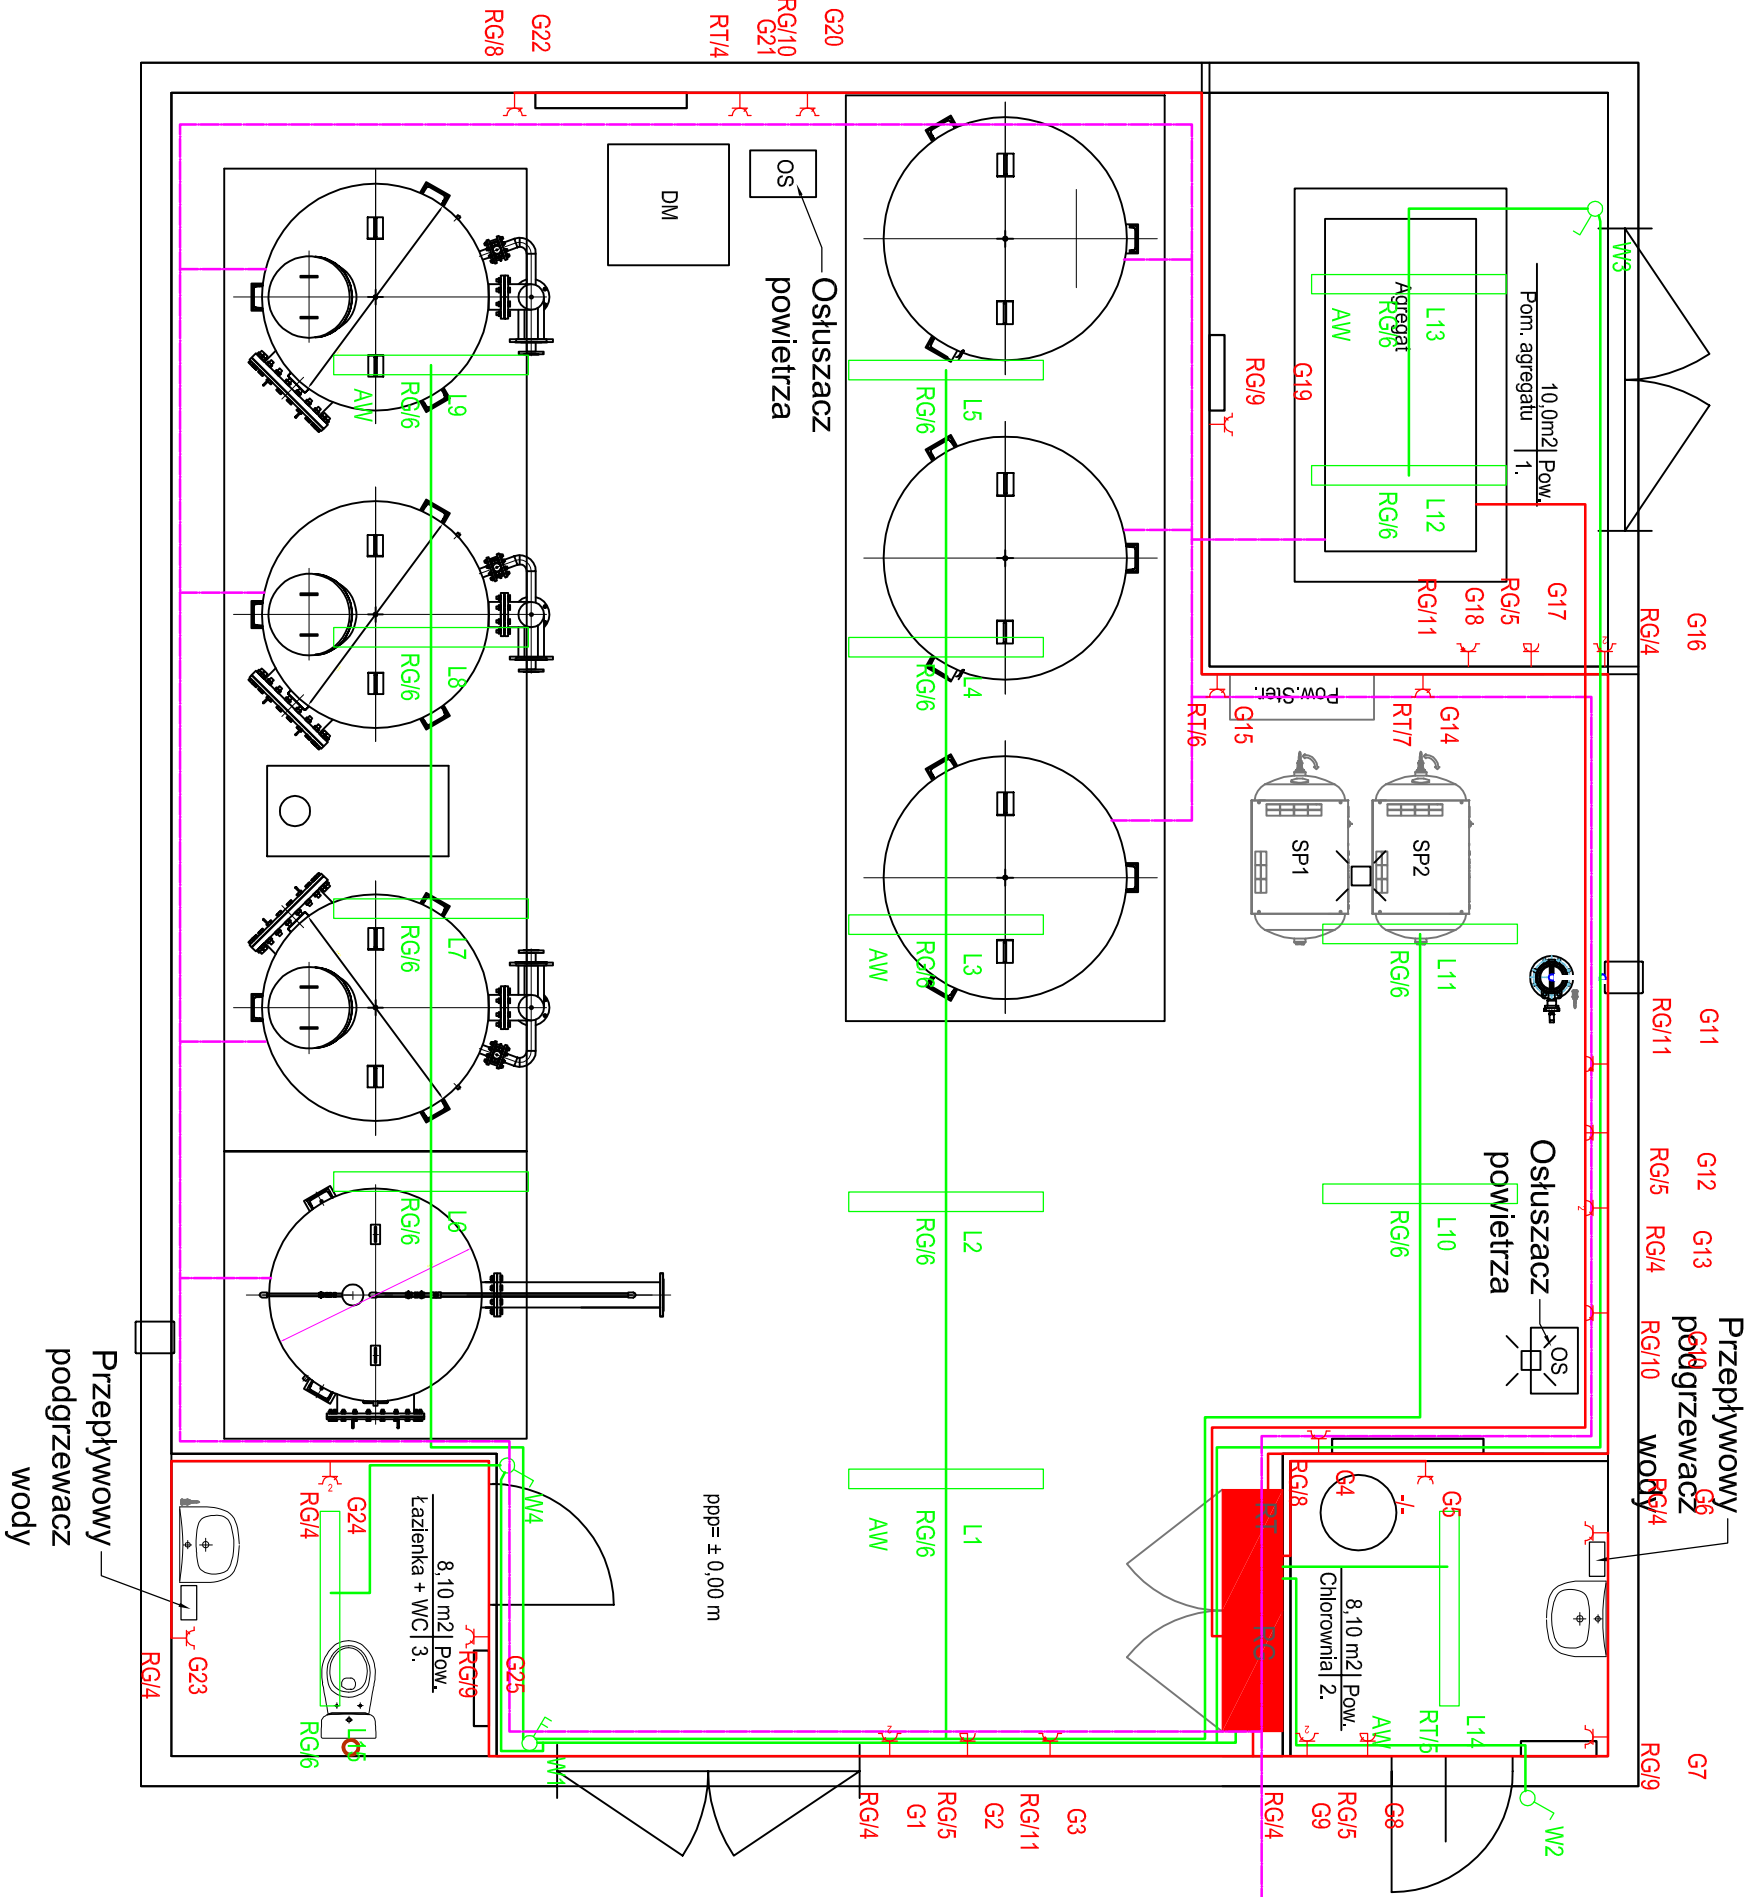 RG/8
G22
RT/4
G21
RG/10
G20
DM
OS
Osłuszacz
powietrza
W3
Agregat
Pom. agregatu
1.
10,0m2
Pow.
L13
RG/6
AW
L12
RG/6
RG/9
G19
RG/11
G18
RG/5
G17
RG/4
G16
L9
RG/6
AW
L5
RG/6
L8
RG/6
L4
RG/6
Pow.Ster.
RT/6
G15
RT/7
G14
SP1
SP2
L7
RG/6
L3
RG/6
AW
L11
RG/6
G11
RG/11
G12
RG/5
G13
RG/4
G10
RG/10
L6
RG/6
L2
RG/6
L10
RG/6
Osłuszacz
powietrza
OS
Przepływowy
podgrzewacz
wody
Przepływowy
podgrzewacz
wody
G6
RG/4
G5
-/-
G4
RG/8
RT
RG
W4
G24
RG/4
8,10 m2
Pow.
Łazienka + WC
3.
ppp= ± 0,00 m
L1
RG/6
AW
8,10 m2
Pow.
Chlorownia
2.
L14
RT/5
AW
G23
RG/4
G25
RG/9
L15
RG/6
W1
G1
RG/4
G2
RG/5
G3
RG/11
G9
RG/4
G8
RG/5
G7
RG/9
W2